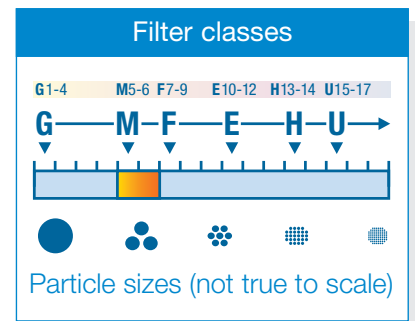 Filter classes
G1-4 M5-6 F7-9 E10-12 H13-14 U15-17
G M F E H U
Particle sizes (not true to scale)